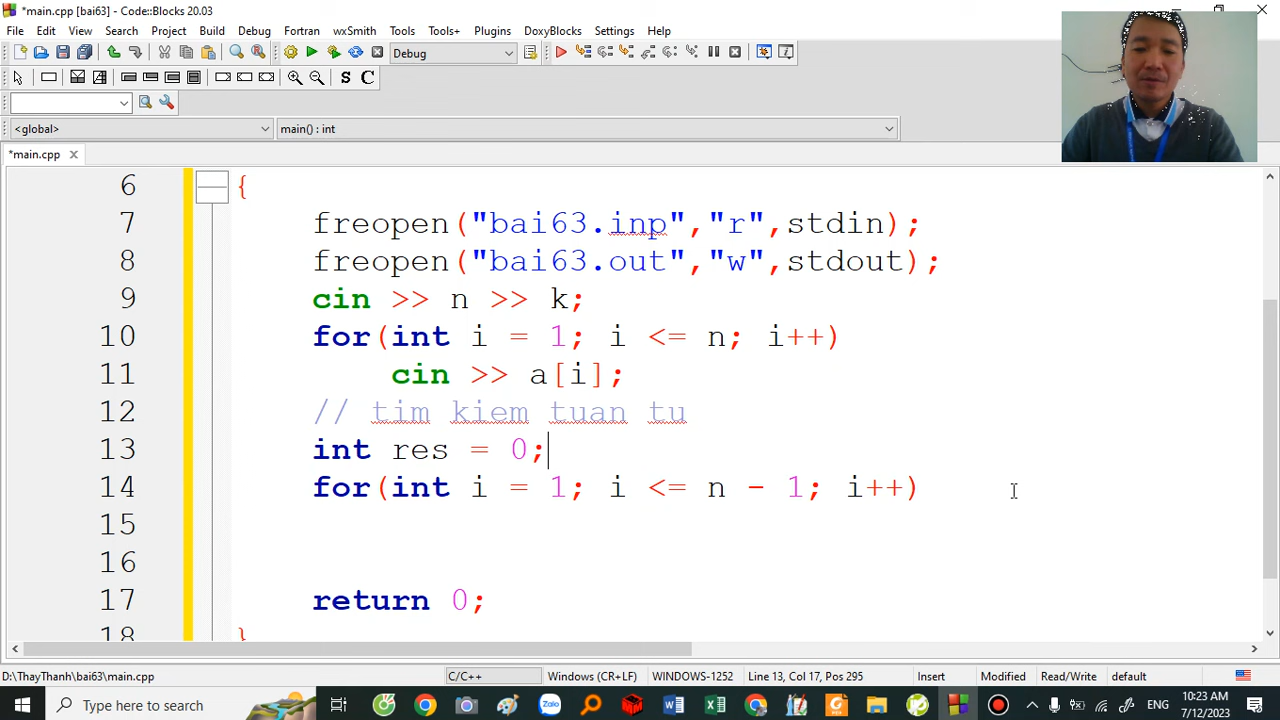 *main.cpp [bai63] - Code::Blocks 20.03
File Edit View Search Project Build Debug Fortran wxSmith Tools Tools+ Plugins DoxyBlocks Settings Help
Debug
S C
<global> main() : int
*main.cpp
6 {
7 freopen("bai63.inp","r",stdin);
8 freopen("bai63.out","w",stdout);
9 cin >> n >> k;
10 for(int i = 1; i <= n; i++)
11 cin >> a[i];
12 // tim kiem tuan tu
13 int res = 0;
14 for(int i = 1; i <= n - 1; i++)
15
16
17 return 0;
18 }
D:\ThayThanh\bai63\main.cpp C/C++ Windows (CR+LF) WINDOWS-1252 Line 13, Col 17, Pos 295 Insert Modified Read/Write default
Type here to search Zalo ENG 10:23 AM
7/12/2023